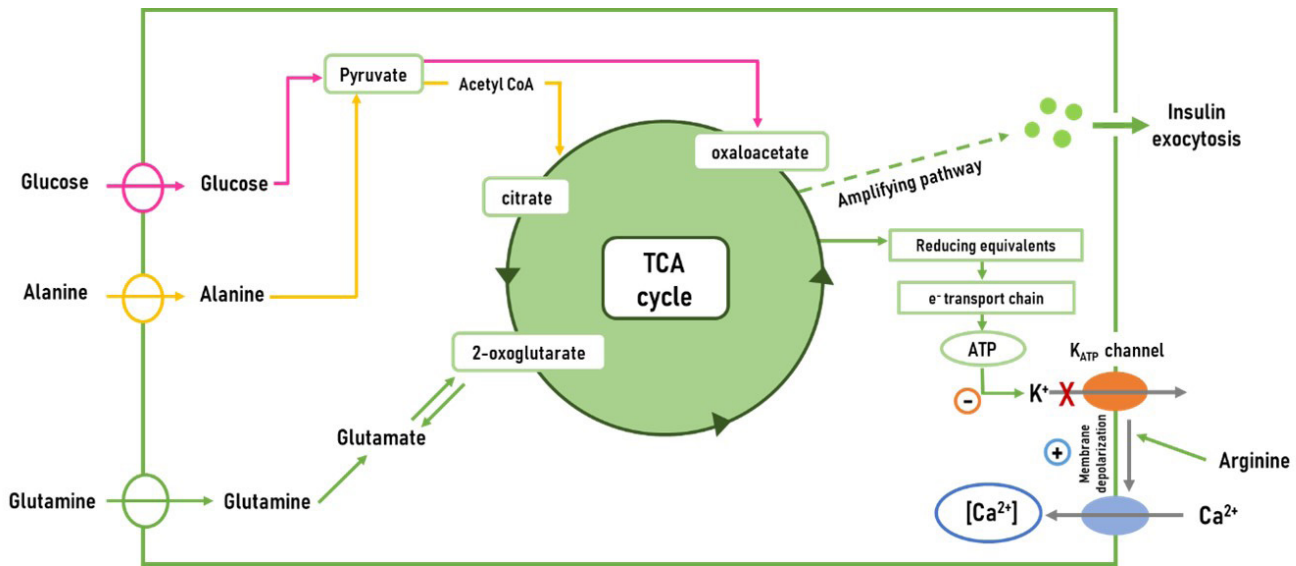 Pyruvate
Acetyl CoA
oxaloacetate
Insulin
exocytosis
Amplifying pathway
Glucose
Glucose
citrate
TCA
cycle
Reducing equivalents
e⁻ transport chain
ATP
Alanine
Alanine
2-oxoglutarate
K_ATP channel
-
K⁺
X
Glutamate
+
Membrane
depolarization
Arginine
Glutamine
Glutamine
[Ca²⁺]
Ca²⁺